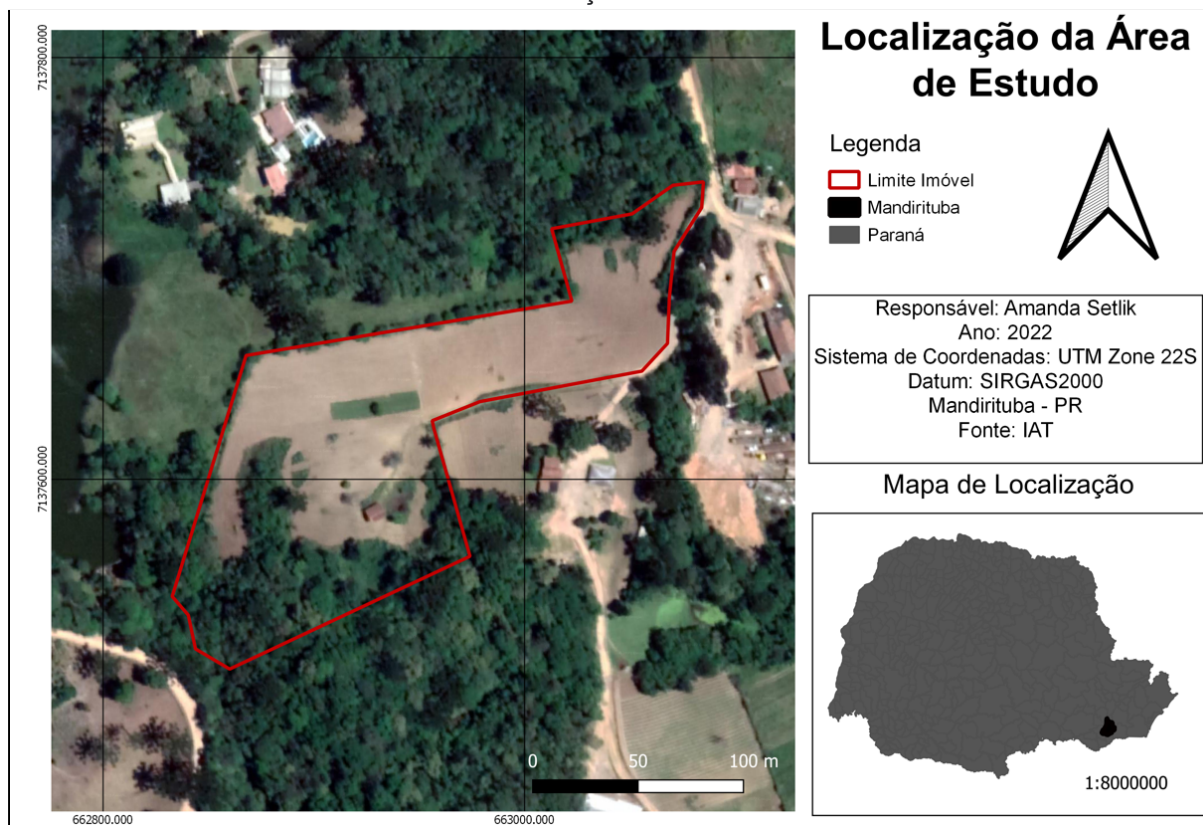 7137800.000
7137600.000
662800.000
663000.000
0 50 100 m
Localização da Área
de Estudo
Legenda
Limite Imóvel
Mandirituba
Paraná
Responsável: Amanda Setlik
Ano: 2022
Sistema de Coordenadas: UTM Zone 22S
Datum: SIRGAS2000
Mandirituba - PR
Fonte: IAT
Mapa de Localização
1:8000000